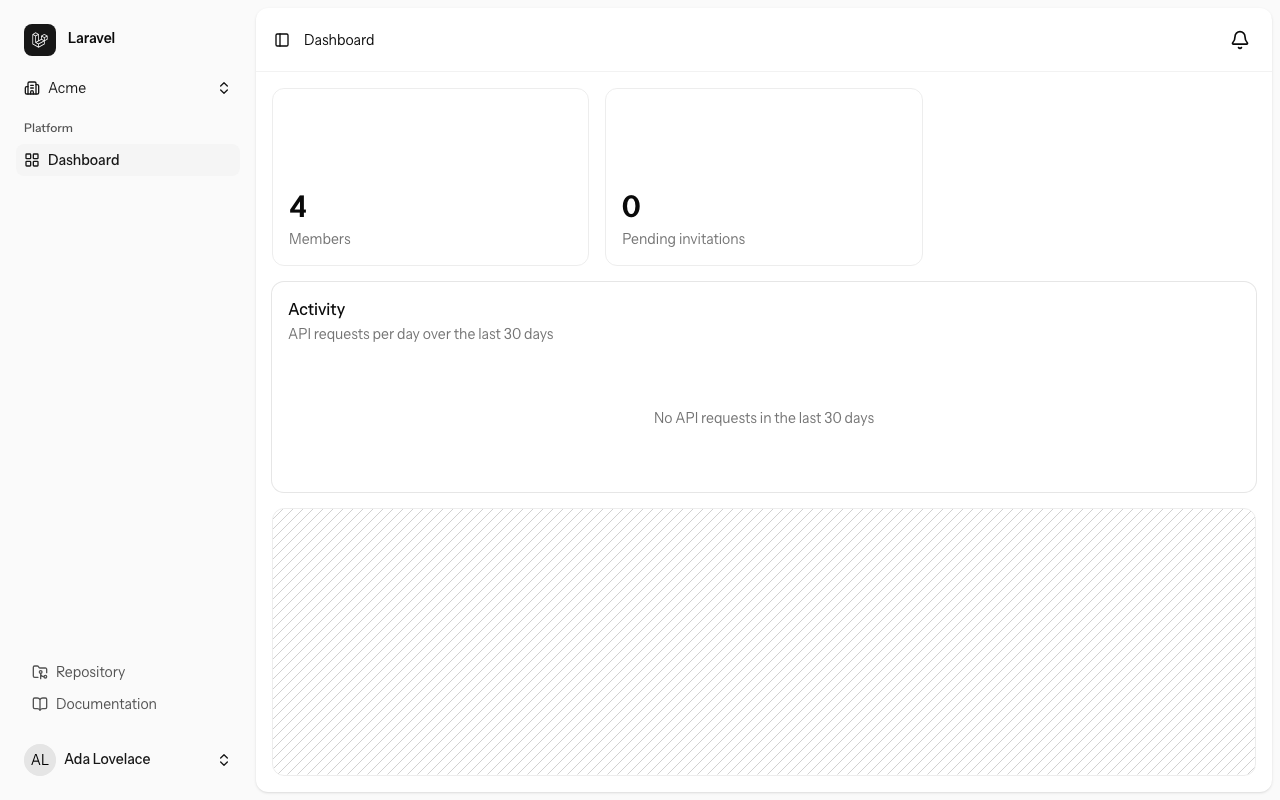 Laravel
Acme
Platform
Dashboard
Repository
Documentation
AL
Ada Lovelace
Dashboard
4
Members
0
Pending invitations
Activity
API requests per day over the last 30 days
No API requests in the last 30 days